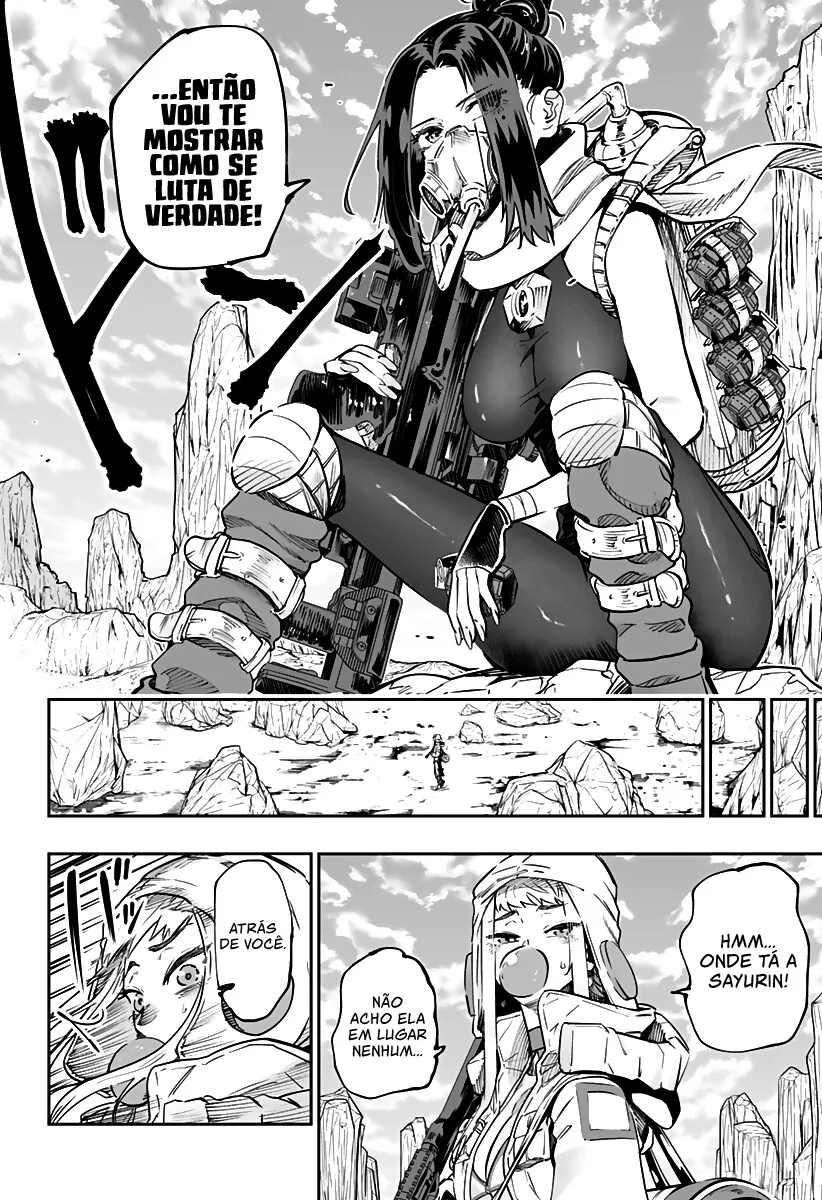 ...ENTÃO
VOU TE
MOSTRAR
COMO SE
LUTA DE
VERDADE!
HMM...
ONDE TÁ A
SAYURIN!
NÃO
ACHO ELA
EM LUGAR
NENHUM...
ATRÁS
DE VOCÊ.